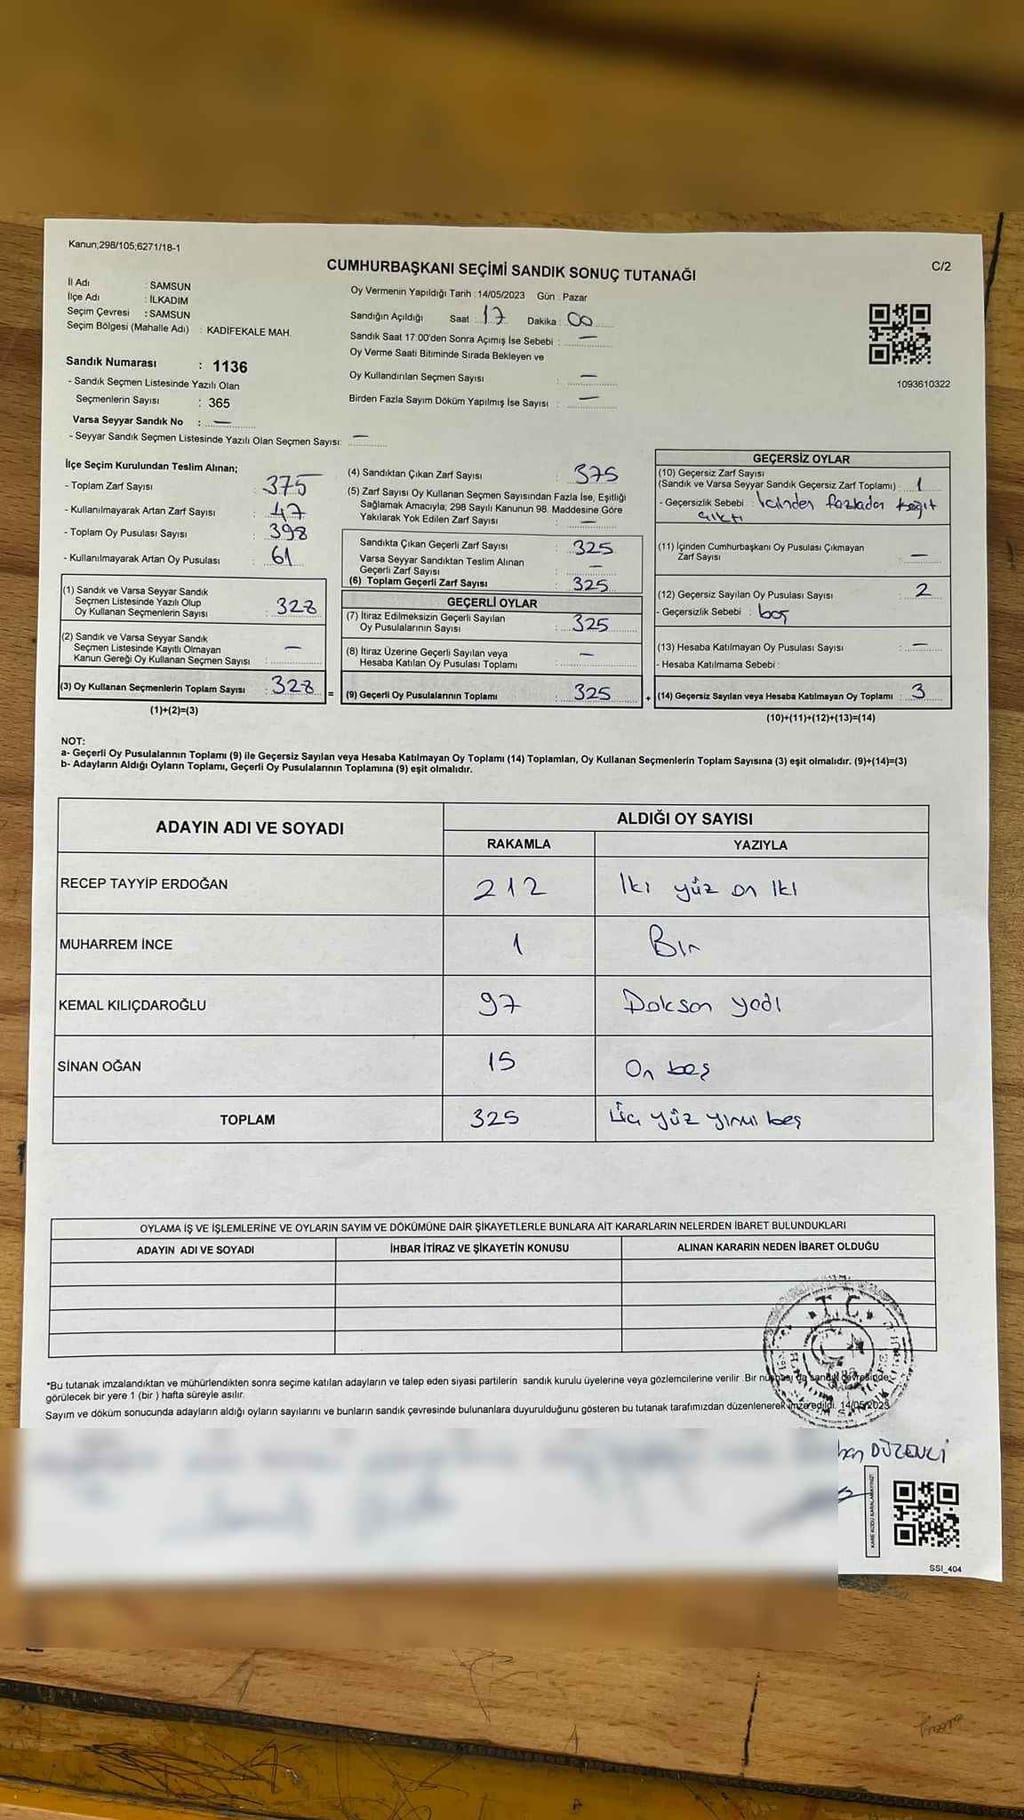 Kanun,298/105,6271/18-1
C/2
CUMHURBAŞKANI SEÇİMİ SANDIK SONUÇ TUTANAĞI
İl Adı : SAMSUN
İlçe Adı : İLKADIM
Seçim Çevresi : SAMSUN
Seçim Bölgesi (Mahalle Adı) : KADİFEKALE MAH.
Sandık Numarası : 1136
- Sandık Seçmen Listesinde Yazılı Olan
Seçmenlerin Sayısı : 365
Varsa Seyyar Sandık No : —
- Seyyar Sandık Seçmen Listesinde Yazılı Olan Seçmen Sayısı: —
Oy Vermenin Yapıldığı Tarih :14/05/2023 Gün : Pazar
Sandığın Açıldığı Saat 17 Dakika : 00
Sandık Saat 17:00'den Sonra Açımış İse Sebebi : —
Oy Verme Saati Bitiminde Sırada Bekleyen ve
Oy Kullandırılan Seçmen Sayısı : —
Birden Fazla Sayım Döküm Yapılmış İse Sayısı : —
1093610322
İlçe Seçim Kurulundan Teslim Alınan;
- Toplam Zarf Sayısı : 375
- Kullanılmayarak Artan Zarf Sayısı : 47
- Toplam Oy Pusulası Sayısı : 398
- Kullanılmayarak Artan Oy Pusulası : 61
(1) Sandık ve Varsa Seyyar Sandık
Seçmen Listesinde Yazılı Olup
Oy Kullanan Seçmenlerin Sayısı : 328
(2) Sandık ve Varsa Seyyar Sandık
Seçmen Listesinde Kayıtlı Olmayan
Kanun Gereği Oy Kullanan Seçmen Sayısı : —
(3) Oy Kullanan Seçmenlerin Toplam Sayısı : 328 =
(1)+(2)=(3)
(4) Sandıktan Çıkan Zarf Sayısı : 375
(5) Zarf Sayısı Oy Kullanan Seçmen Sayısından Fazla İse, Eşitliği
Sağlamak Amacıyla; 298 Sayılı Kanunun 98. Maddesine Göre
Yakılarak Yok Edilen Zarf Sayısı : —
Sandıkta Çıkan Geçerli Zarf Sayısı : 325
Varsa Seyyar Sandıktan Teslim Alınan
Geçerli Zarf Sayısı : —
(6) Toplam Geçerli Zarf Sayısı : 325
GEÇERLİ OYLAR
(7) İtiraz Edilmeksizin Geçerli Sayılan
Oy Pusulalarının Sayısı : 325
(8) İtiraz Üzerine Geçerli Sayılan veya
Hesaba Katılan Oy Pusulası Toplamı : —
(9) Geçerli Oy Pusulalarının Toplamı : 325 +
GEÇERSİZ OYLAR
(10) Geçersiz Zarf Sayısı
(Sandık ve Varsa Seyyar Sandık Geçersiz Zarf Toplamı) : 1
- Geçersizlik Sebebi : İçinden fazladan kağıt
çıktı
(11) İçinden Cumhurbaşkanı Oy Pusulası Çıkmayan
Zarf Sayısı : —
(12) Geçersiz Sayılan Oy Pusulası Sayısı : 2
- Geçersizlik Sebebi : boş
(13) Hesaba Katılmayan Oy Pusulası Sayısı : —
- Hesaba Katılmama Sebebi :
(14) Geçersiz Sayılan veya Hesaba Katılmayan Oy Toplamı : 3
(10)+(11)+(12)+(13)=(14)
NOT:
a- Geçerli Oy Pusulalarının Toplamı (9) ile Geçersiz Sayılan veya Hesaba Katılmayan Oy Toplamı (14) Toplamları, Oy Kullanan Seçmenlerin Toplam Sayısına (3) eşit olmalıdır. (9)+(14)=(3)
b- Adayların Aldığı Oyların Toplamı, Geçerli Oy Pusulalarının Toplamına (9) eşit olmalıdır.
ADAYIN ADI VE SOYADI ALDIĞI OY SAYISI
RAKAMLA YAZIYLA
RECEP TAYYİP ERDOĞAN 212 İki yüz on iki
MUHARREM İNCE 1 Bir
KEMAL KILIÇDAROĞLU 97 Doksan yedi
SİNAN OĞAN 15 On beş
TOPLAM 325 Üç yüz yirmi beş
OYLAMA İŞ VE İŞLEMLERİNE VE OYLARIN SAYIM VE DÖKÜMÜNE DAİR ŞİKAYETLERLE BUNLARA AİT KARARLARIN NELERDEN İBARET BULUNDUKLARI
ADAYIN ADI VE SOYADI İHBAR İTİRAZ VE ŞİKAYETİN KONUSU ALINAN KARARIN NEDEN İBARET OLDUĞU
T.C.
*Bu tutanak imzalandıktan ve mühürlendikten sonra seçime katılan adayların ve talep eden siyasi partilerin sandık kurulu üyelerine veya gözlemcilerine verilir. Bir nüshası da sandık çevresinde
görülecek bir yere 1 (bir ) hafta süreyle asılır.
Sayım ve döküm sonucunda adayların aldığı oyların sayılarını ve bunların sandık çevresinde bulunanlara duyurulduğunu gösteren bu tutanak tarafımızdan düzenlenerek imza edildi. 14/05/2023
DÜZENCİ
KARE KODU KARALAMAYINIZ!
SSI_404